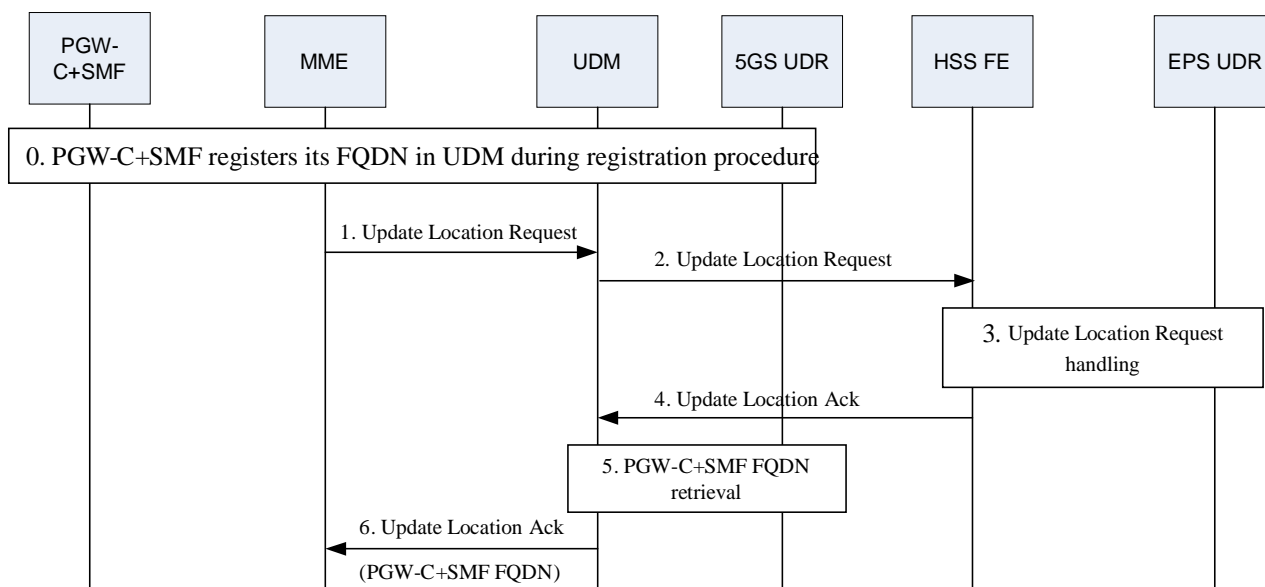 PGW-
C+SMF
MME
UDM
5GS UDR
HSS FE
EPS UDR
0. PGW-C+SMF registers its FQDN in UDM during registration procedure
1. Update Location Request
2. Update Location Request
3. Update Location Request
handling
4. Update Location Ack
5. PGW-C+SMF FQDN
retrieval
6. Update Location Ack
(PGW-C+SMF FQDN)